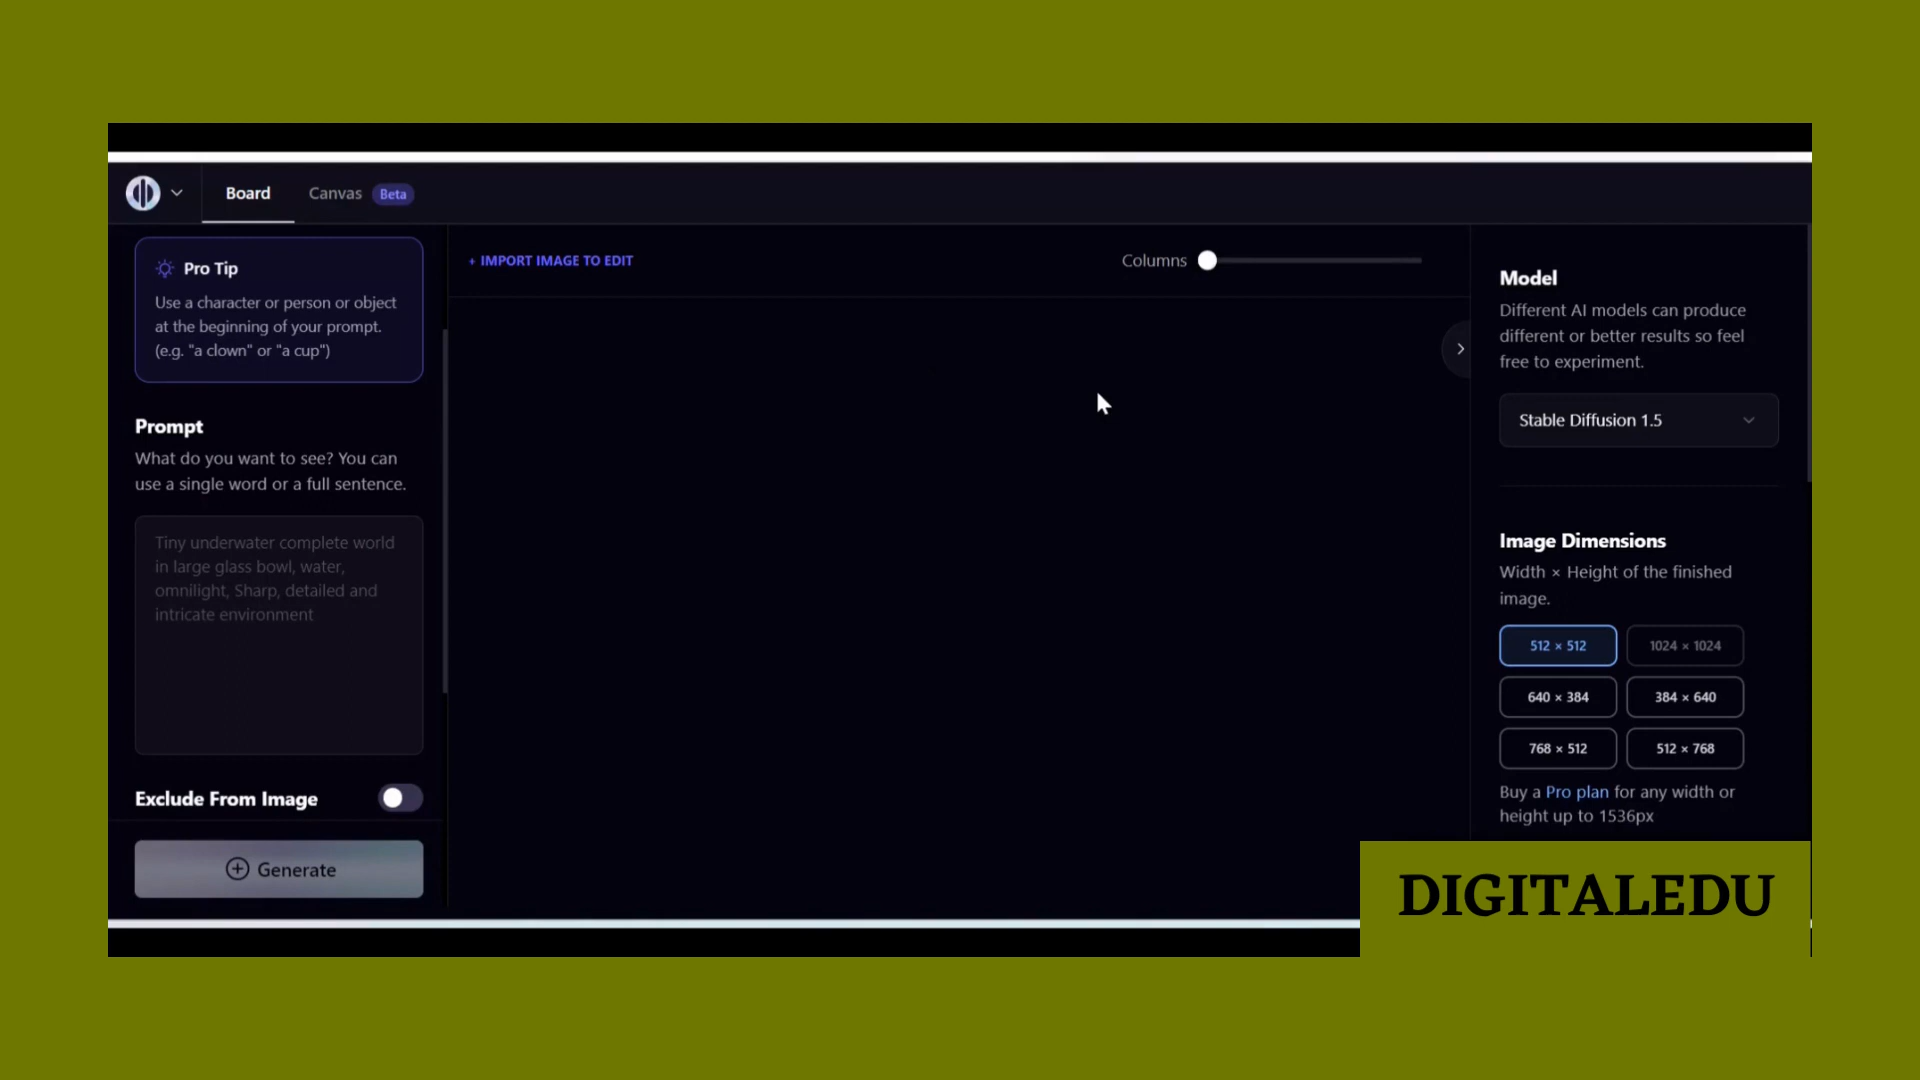 Board
Canvas
Beta
Pro Tip
Use a character or person or object
at the beginning of your prompt.
(e.g. "a clown" or "a cup")
Prompt
What do you want to see? You can
use a single word or a full sentence.
Tiny underwater complete world
in large glass bowl, water,
omnilight, Sharp, detailed and
intricate environment
Exclude From Image
Generate
+ IMPORT IMAGE TO EDIT
Columns
Model
Different AI models can produce
different or better results so feel
free to experiment.
Stable Diffusion 1.5
Image Dimensions
Width × Height of the finished
image.
512 × 512
1024 × 1024
640 × 384
384 × 640
768 × 512
512 × 768
Buy a Pro plan for any width or
height up to 1536px
DIGITALEDU